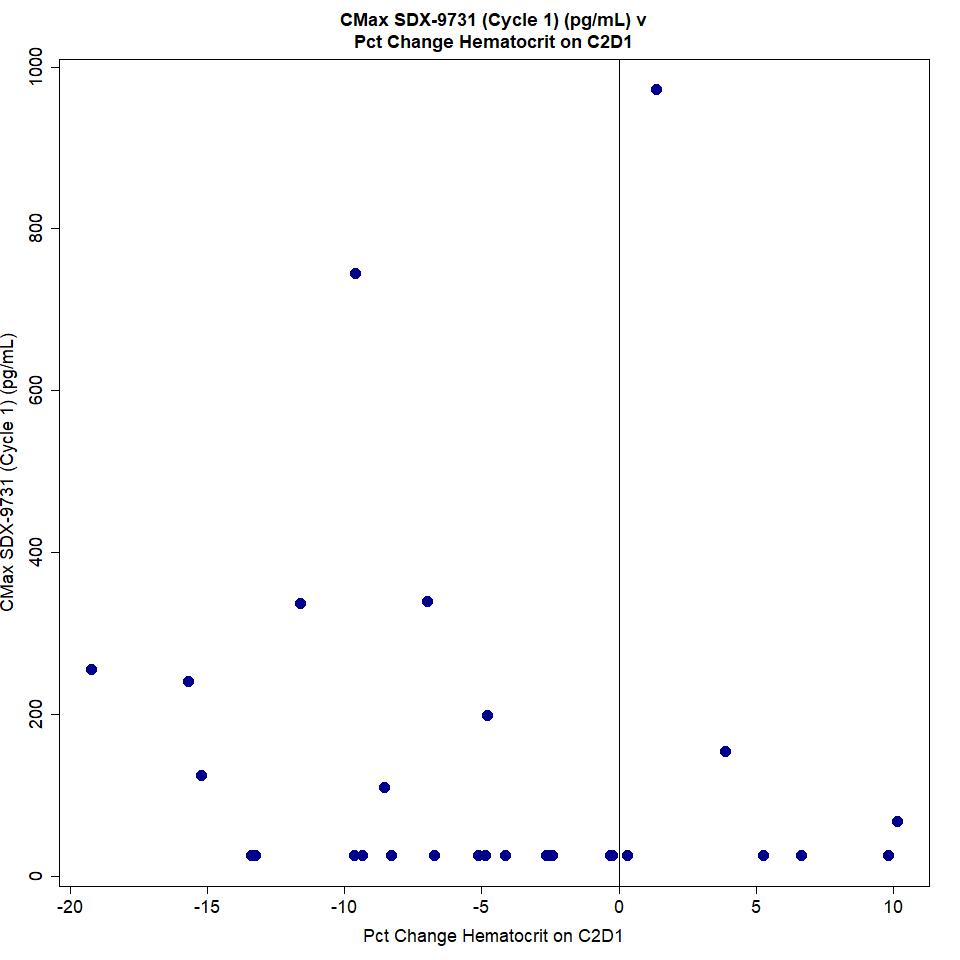 CMax SDX-9731 (Cycle 1) (pg/mL) v
Pct Change Hematocrit on C2D1
1000
800
600
400
200
0
CMax SDX-9731 (Cycle 1) (pg/mL)
-20 -15 -10 -5 0 5 10
Pct Change Hematocrit on C2D1